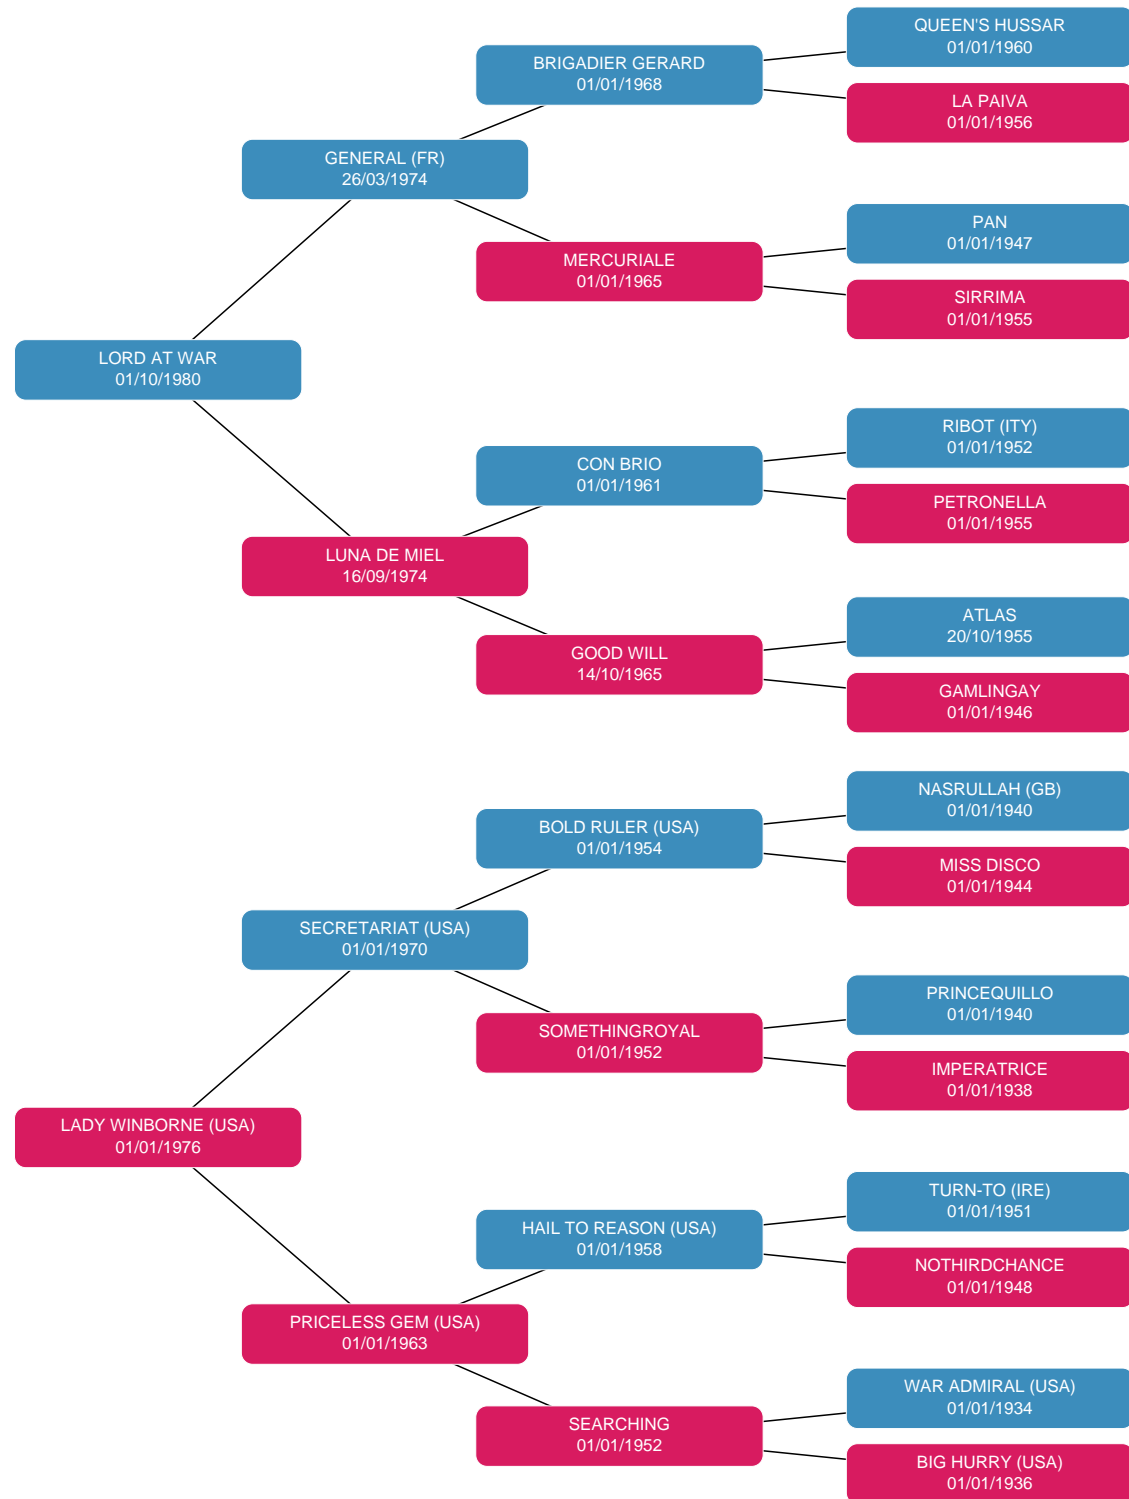 QUEEN'S HUSSAR
01/01/1960
BRIGADIER GERARD
01/01/1968
LA PAIVA
01/01/1956
GENERAL (FR)
26/03/1974
PAN
01/01/1947
MERCURIALE
01/01/1965
SIRRIMA
01/01/1955
LORD AT WAR
01/10/1980
RIBOT (ITY)
01/01/1952
CON BRIO
01/01/1961
PETRONELLA
01/01/1955
LUNA DE MIEL
16/09/1974
ATLAS
20/10/1955
GOOD WILL
14/10/1965
GAMLINGAY
01/01/1946
NASRULLAH (GB)
01/01/1940
BOLD RULER (USA)
01/01/1954
MISS DISCO
01/01/1944
SECRETARIAT (USA)
01/01/1970
PRINCEQUILLO
01/01/1940
SOMETHINGROYAL
01/01/1952
IMPERATRICE
01/01/1938
LADY WINBORNE (USA)
01/01/1976
TURN-TO (IRE)
01/01/1951
HAIL TO REASON (USA)
01/01/1958
NOTHIRDCHANCE
01/01/1948
PRICELESS GEM (USA)
01/01/1963
WAR ADMIRAL (USA)
01/01/1934
SEARCHING
01/01/1952
BIG HURRY (USA)
01/01/1936